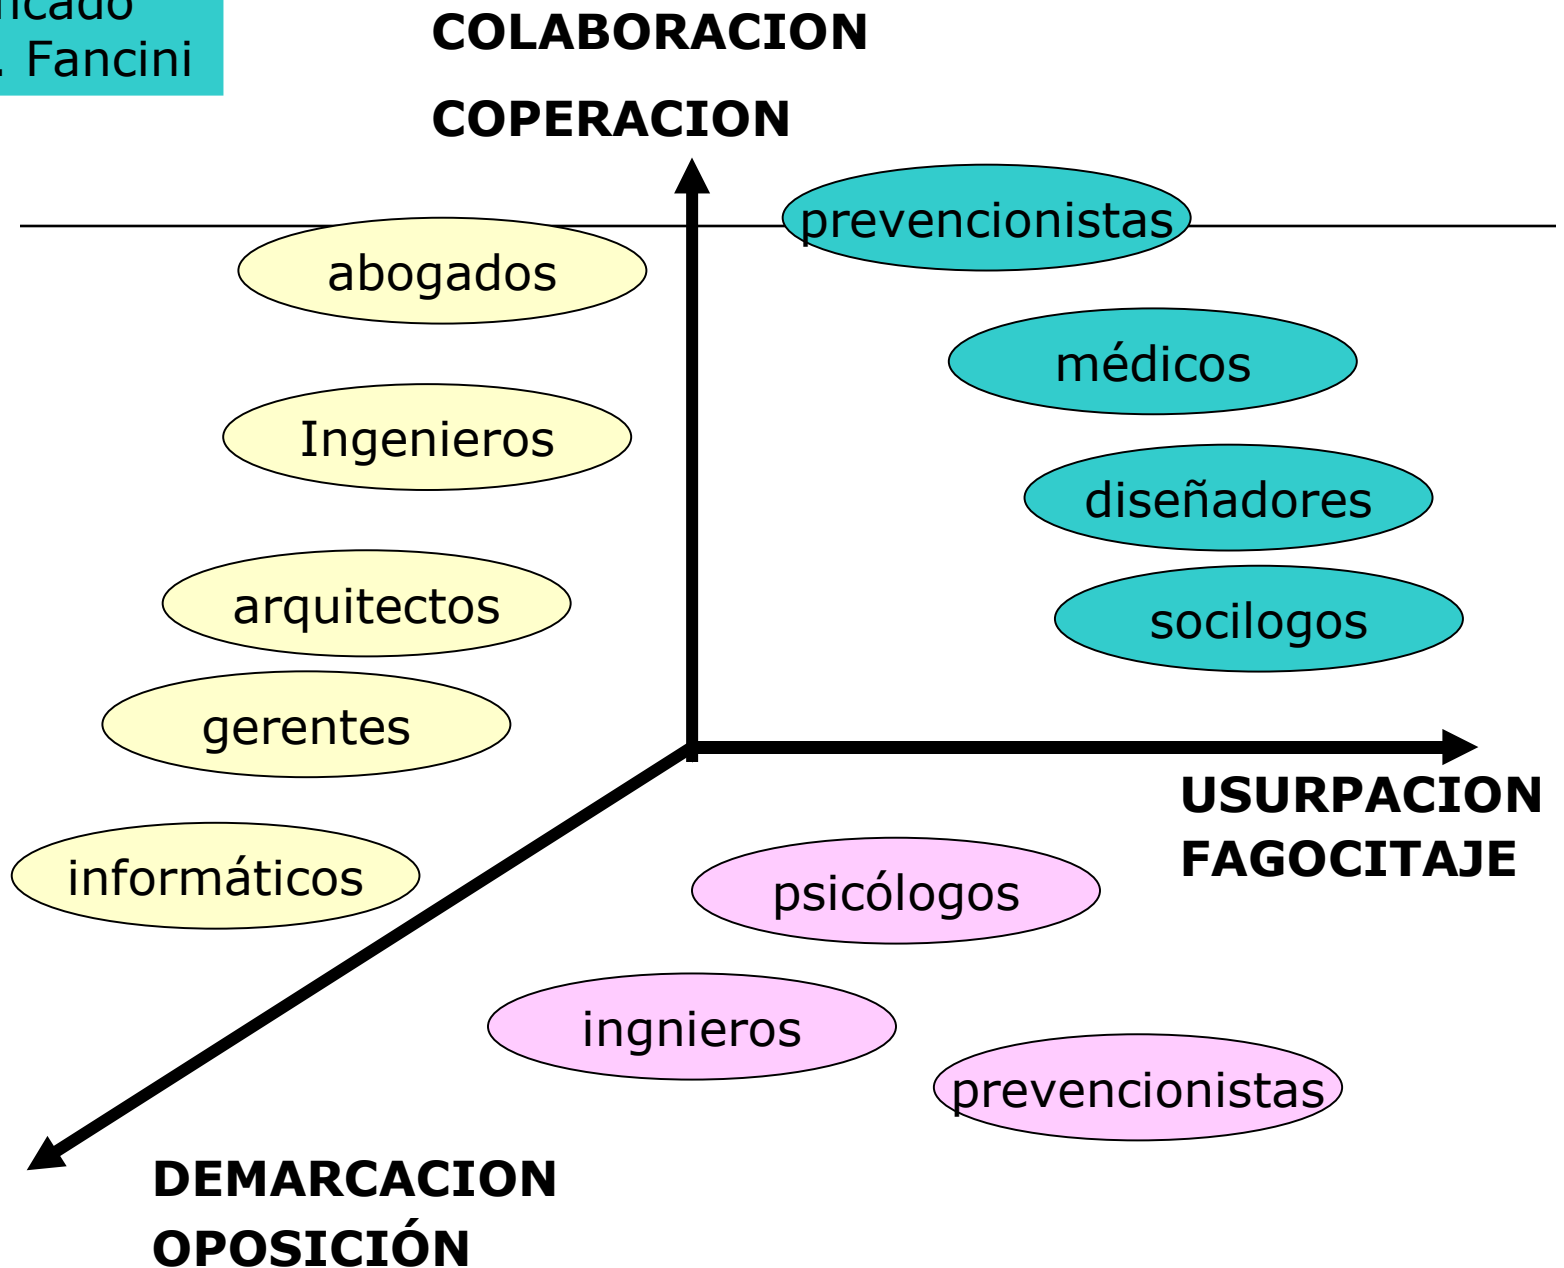 . Fancini
COLABORACION
COPERACION
prevencionistas
abogados
médicos
Ingenieros
diseñadores
arquitectos
socilogos
gerentes
USURPACION
FAGOCITAJE
informáticos
psicólogos
ingnieros
prevencionistas
DEMARCACION
OPOSICIÓN